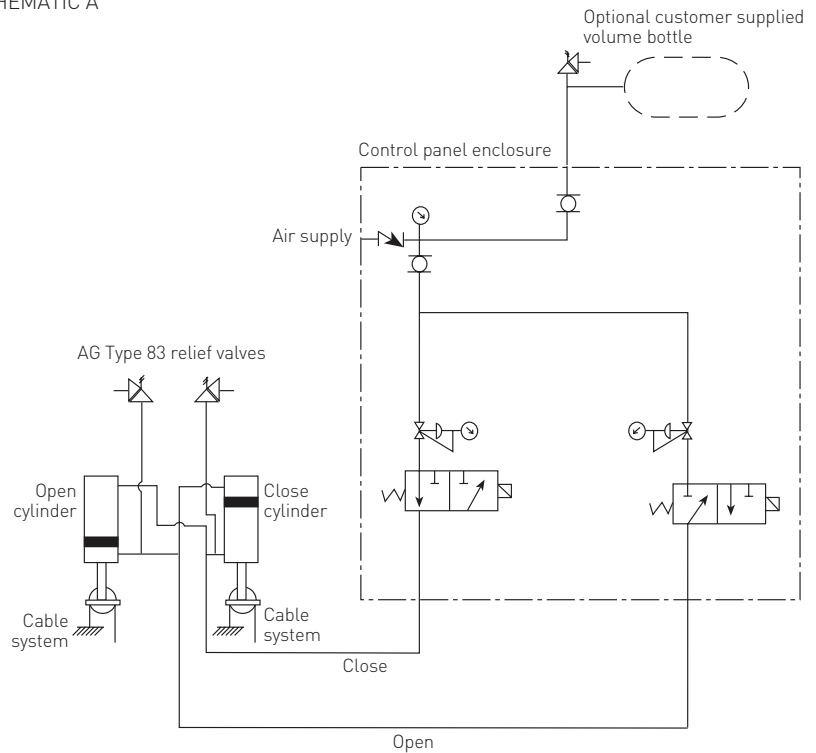 HEMATIC A
Optional customer supplied
volume bottle
Control panel enclosure
Air supply
AG Type 83 relief valves
Open
cylinder
Close
cylinder
Cable
system
Cable
system
Close
Open